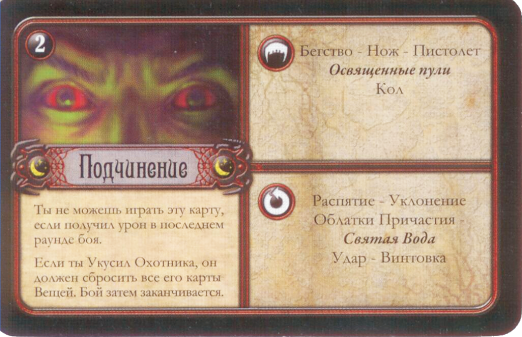 2
Подчинение
Ты не можешь играть эту карту,
если получил урон в последнем
раунде боя.
Если ты Укусил Охотника, он
должен сбросить все его карты
Вещей. Бой затем заканчивается.
Бегство - Нож - Пистолет
Освященные пули
Кол
Распятие - Уклонение
Облатки Причастия -
Святая Вода
Удар - Винтовка